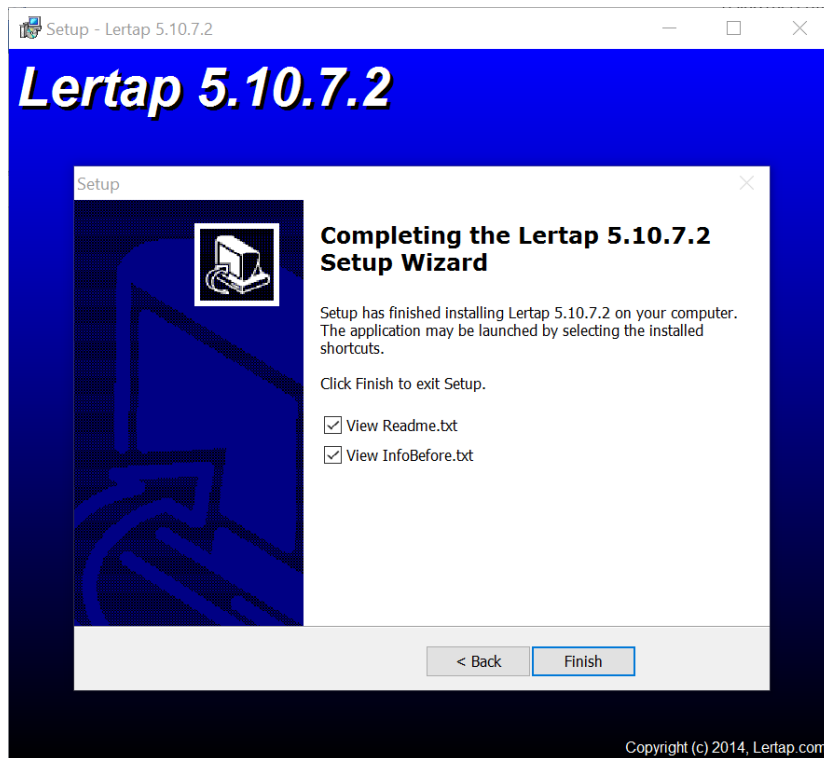 Setup - Lertap 5.10.7.2
Lertap 5.10.7.2
Setup
Completing the Lertap 5.10.7.2
Setup Wizard
Setup has finished installing Lertap 5.10.7.2 on your computer.
The application may be launched by selecting the installed
shortcuts.
Click Finish to exit Setup.
View Readme.txt
View InfoBefore.txt
< Back
Finish
Copyright (c) 2014, Lertap.com